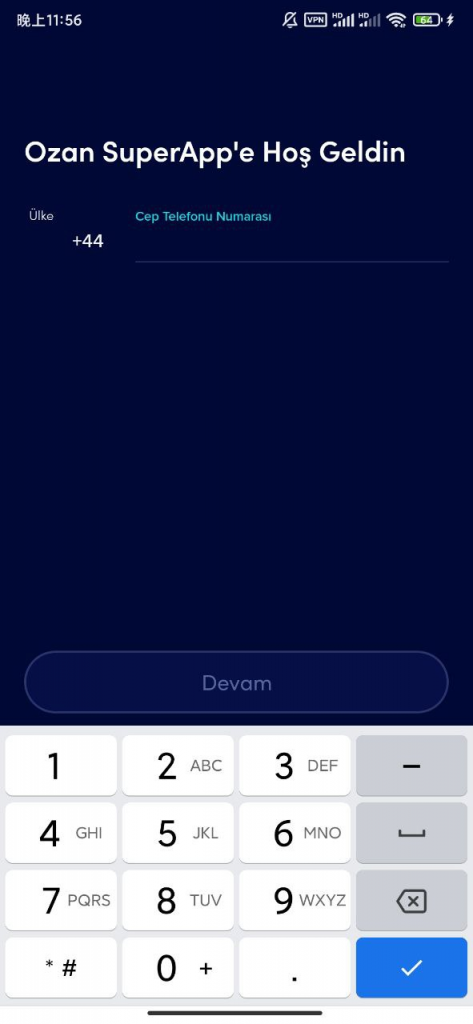 晚上11:56
VPN HD HD 64
Ozan SuperApp'e Hoş Geldin
Ülke
Cep Telefonu Numarası
+44
Devam
1 2 ABC 3 DEF –
4 GHI 5 JKL 6 MNO
7 PQRS 8 TUV 9 WXYZ
* # 0 + .